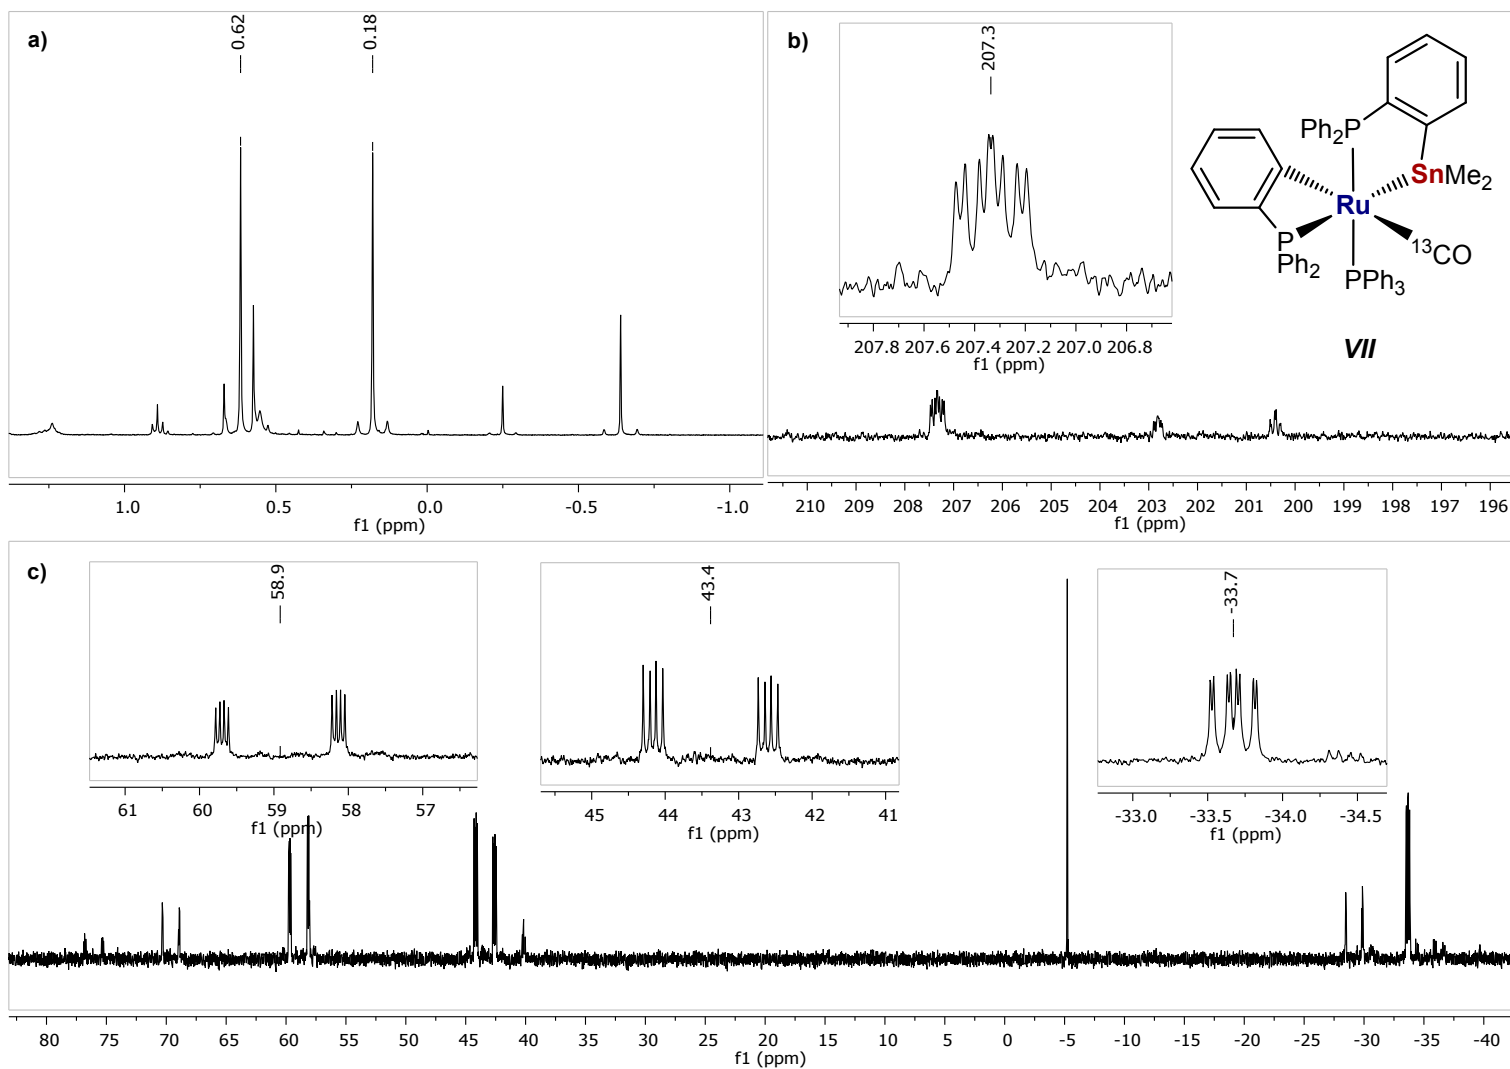 a)
0.62
0.18
1.0 0.5 0.0 -0.5 -1.0
f1 (ppm)
b)
207.3
207.8 207.6 207.4 207.2 207.0 206.8
f1 (ppm)
Ph2P
SnMe2
Ru
P
Ph2
13CO
PPh3
VII
210 209 208 207 206 205 204 203 202 201 200 199 198 197 196
f1 (ppm)
c)
58.9
61 60 59 58 57
f1 (ppm)
43.4
45 44 43 42 41
f1 (ppm)
-33.7
-33.0 -33.5 -34.0 -34.5
f1 (ppm)
80 75 70 65 60 55 50 45 40 35 30 25 20 15 10 5 0 -5 -10 -15 -20 -25 -30 -35 -40
f1 (ppm)